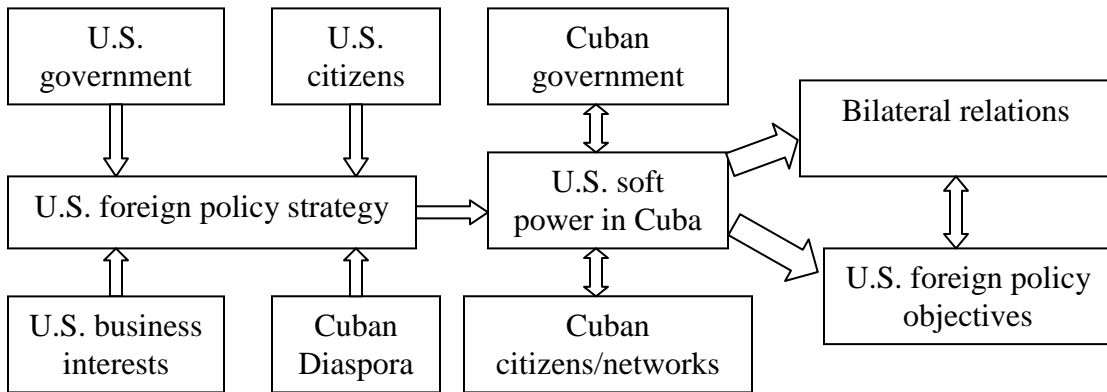 U.S.
government
U.S.
citizens
Cuban
government
Bilateral relations
U.S. foreign policy strategy
U.S. soft
power in Cuba
U.S. foreign policy
objectives
U.S. business
interests
Cuban
Diaspora
Cuban
citizens/networks